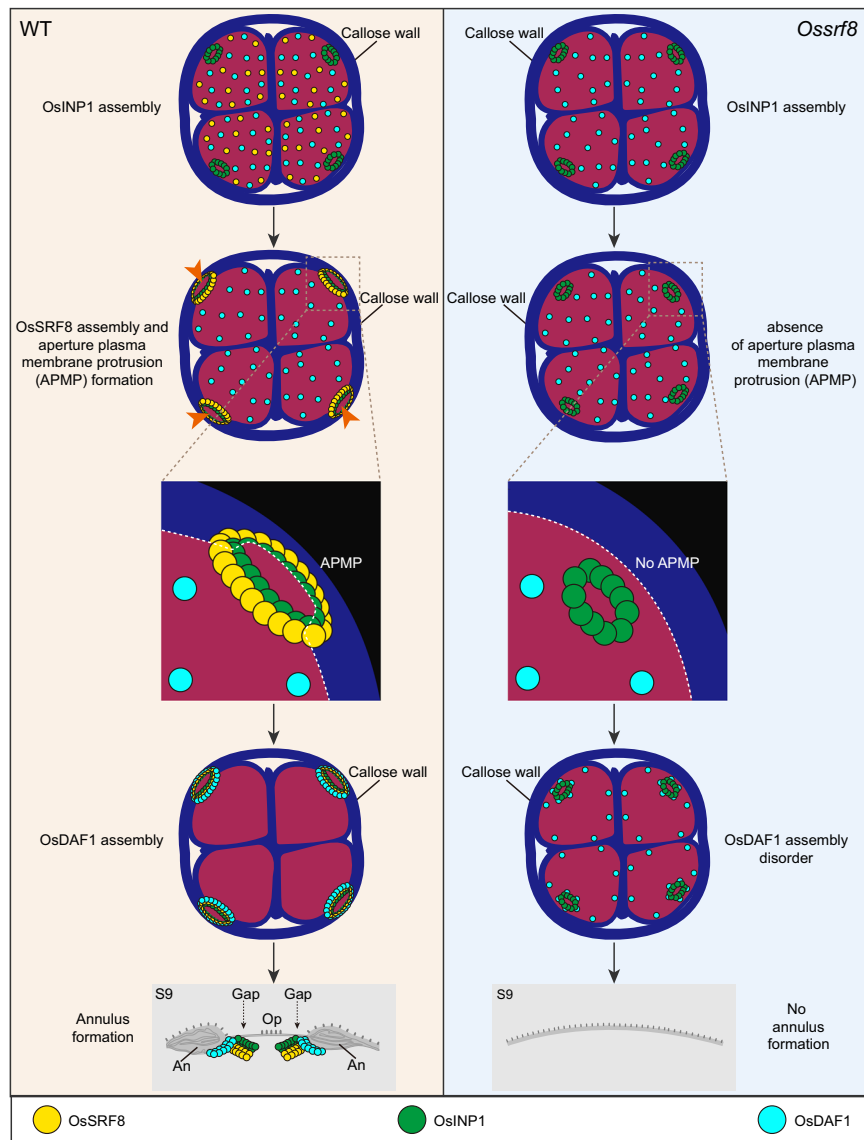 WT
Callose wall
OsINP1 assembly
OsSRF8 assembly and
aperture plasma
membrane protrusion
(APMP) formation
Callose wall
APMP
Callose wall
OsDAF1 assembly
Annulus
formation
S9
Gap
Gap
Op
An
An
Ossrf8
Callose wall
OsINP1 assembly
Callose wall
absence
of aperture plasma
membrane
protrusion (APMP)
No APMP
Callose wall
OsDAF1 assembly
disorder
S9
No
annulus
formation
OsSRF8
OsINP1
OsDAF1